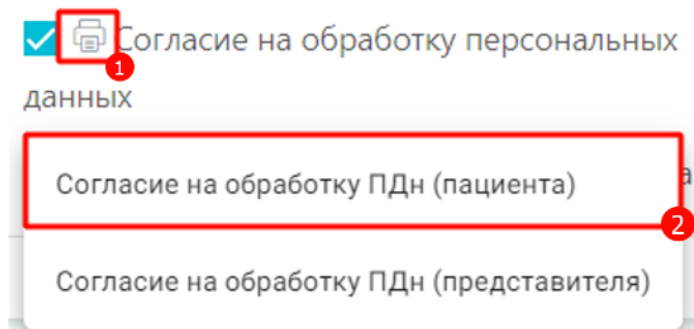 Согласие на обработку персональных
1
данных
Согласие на обработку ПДн (пациента)
а
2
Согласие на обработку ПДн (представителя)